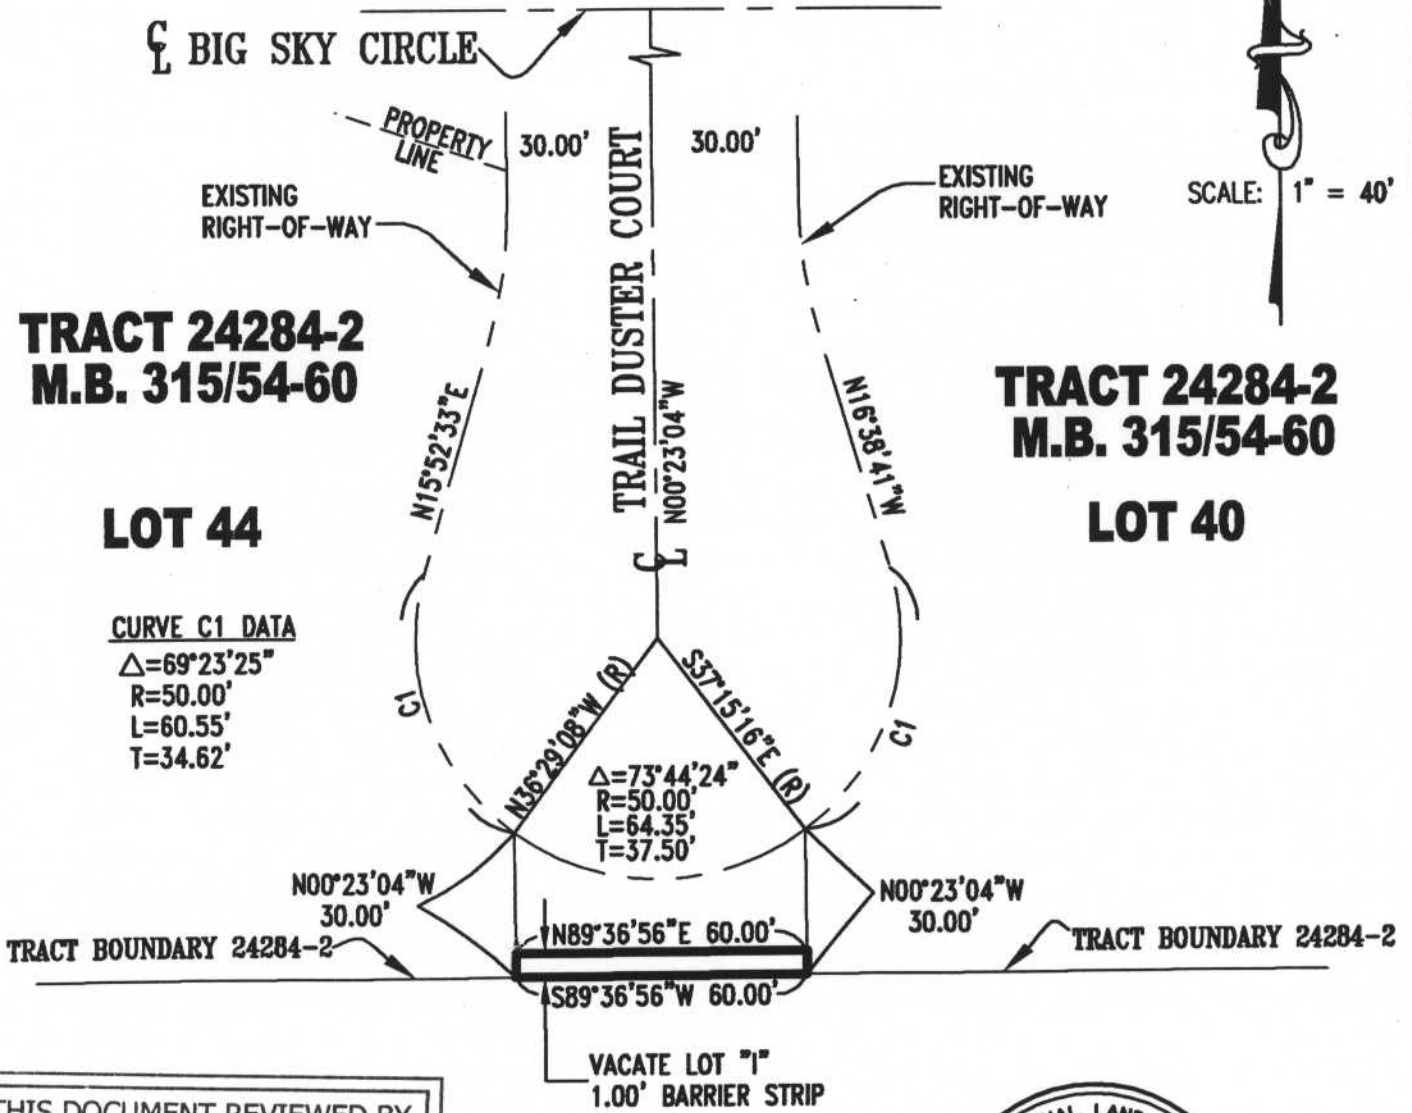 ℄ BIG SKY CIRCLE
PROPERTY
LINE
30.00'
30.00'
TRAIL DUSTER COURT
N00°23'04"W
℄
EXISTING
RIGHT-OF-WAY
EXISTING
RIGHT-OF-WAY
SCALE: 1" = 40'
TRACT 24284-2
M.B. 315/54-60
LOT 44
N15°52'33"E
N16°38'41"W
TRACT 24284-2
M.B. 315/54-60
LOT 40
CURVE C1 DATA
△=69°23'25"
R=50.00'
L=60.55'
T=34.62'
C1
C1
N36°29'08"W (R)
S37°15'16"E (R)
△=73°44'24"
R=50.00'
L=64.35'
T=37.50'
N00°23'04"W
30.00'
N00°23'04"W
30.00'
TRACT BOUNDARY 24284-2
N89°36'56"E 60.00'
TRACT BOUNDARY 24284-2
S89°36'56"W 60.00'
VACATE LOT "I"
1.00' BARRIER STRIP
THIS DOCUMENT REVIEWED BY
LAND